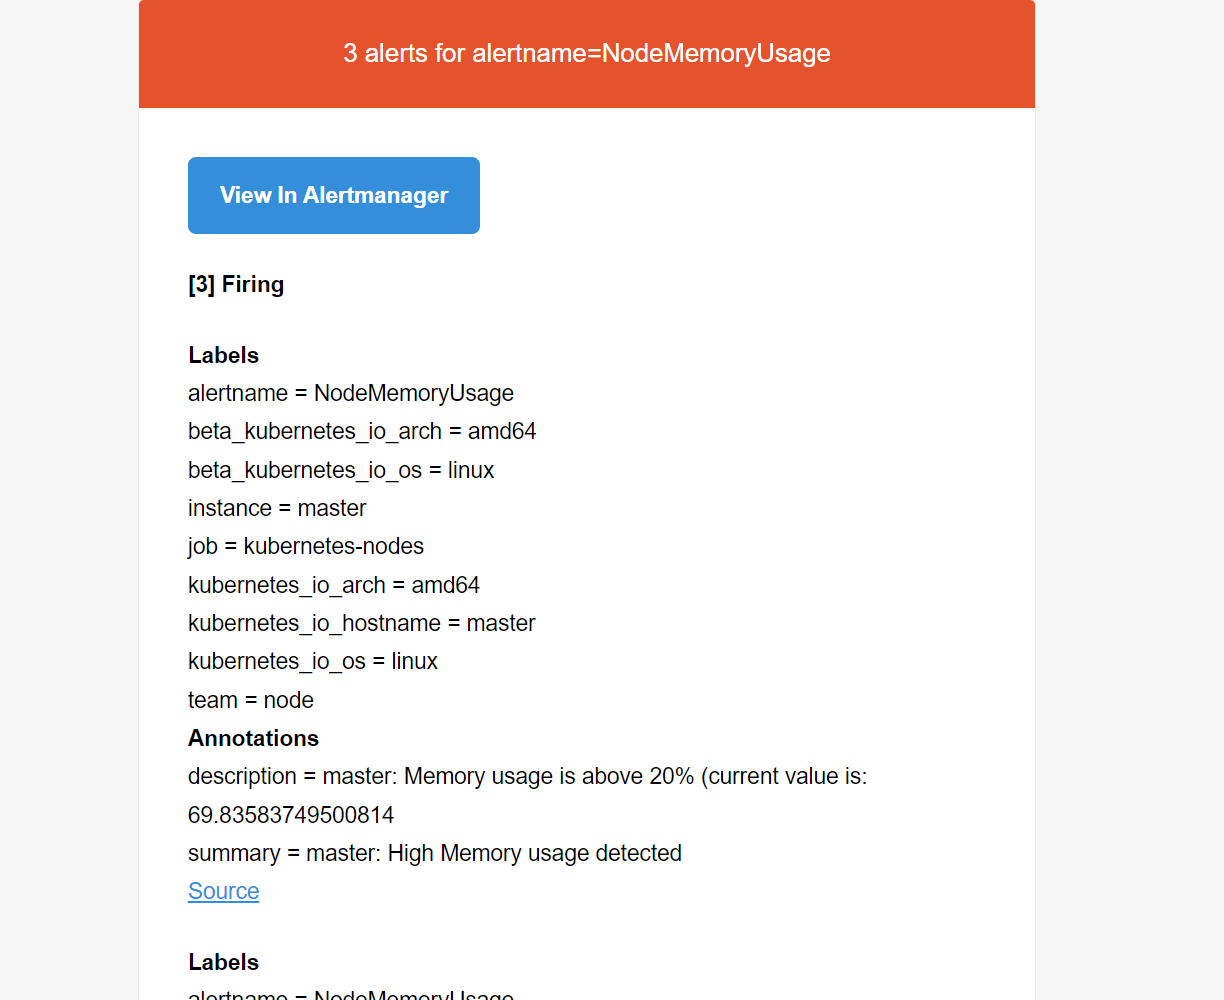 3 alerts for alertname=NodeMemoryUsage
View In Alertmanager
[3] Firing
Labels
alertname = NodeMemoryUsage
beta_kubernetes_io_arch = amd64
beta_kubernetes_io_os = linux
instance = master
job = kubernetes-nodes
kubernetes_io_arch = amd64
kubernetes_io_hostname = master
kubernetes_io_os = linux
team = node
Annotations
description = master: Memory usage is above 20% (current value is:
69.83583749500814
summary = master: High Memory usage detected
Source
Labels
alertname = NodeMemoryUsage